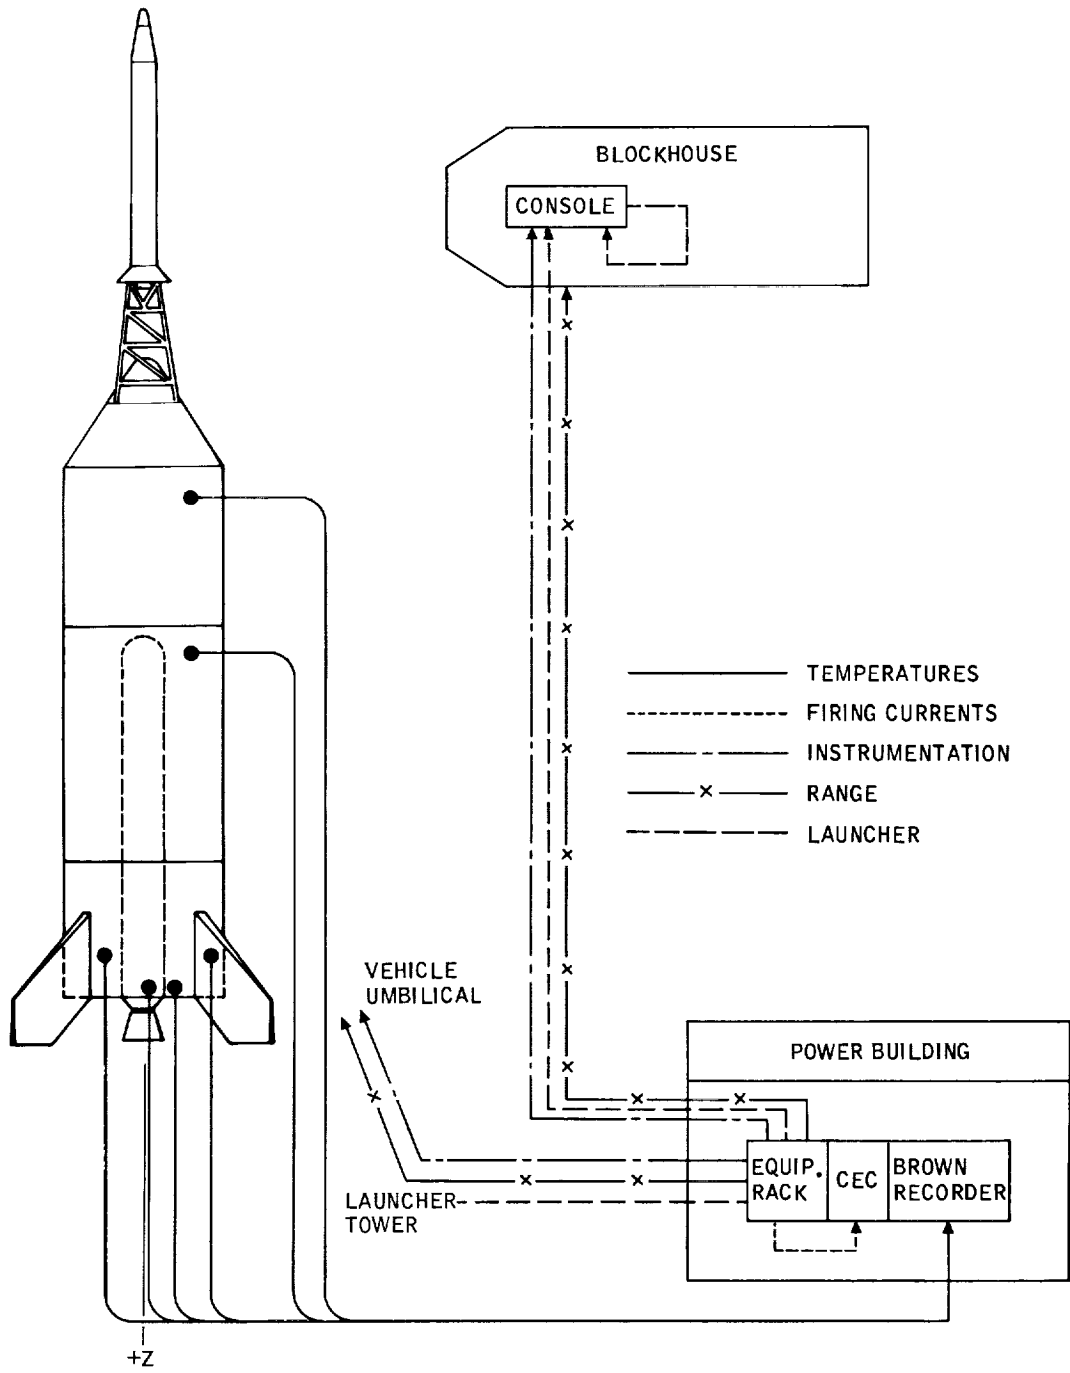 BLOCKHOUSE
CONSOLE
TEMPERATURES
FIRING CURRENTS
INSTRUMENTATION
RANGE
LAUNCHER
VEHICLE
UMBILICAL
POWER BUILDING
EQUIP.
RACK
CEC
BROWN
RECORDER
LAUNCHER
TOWER
+Z